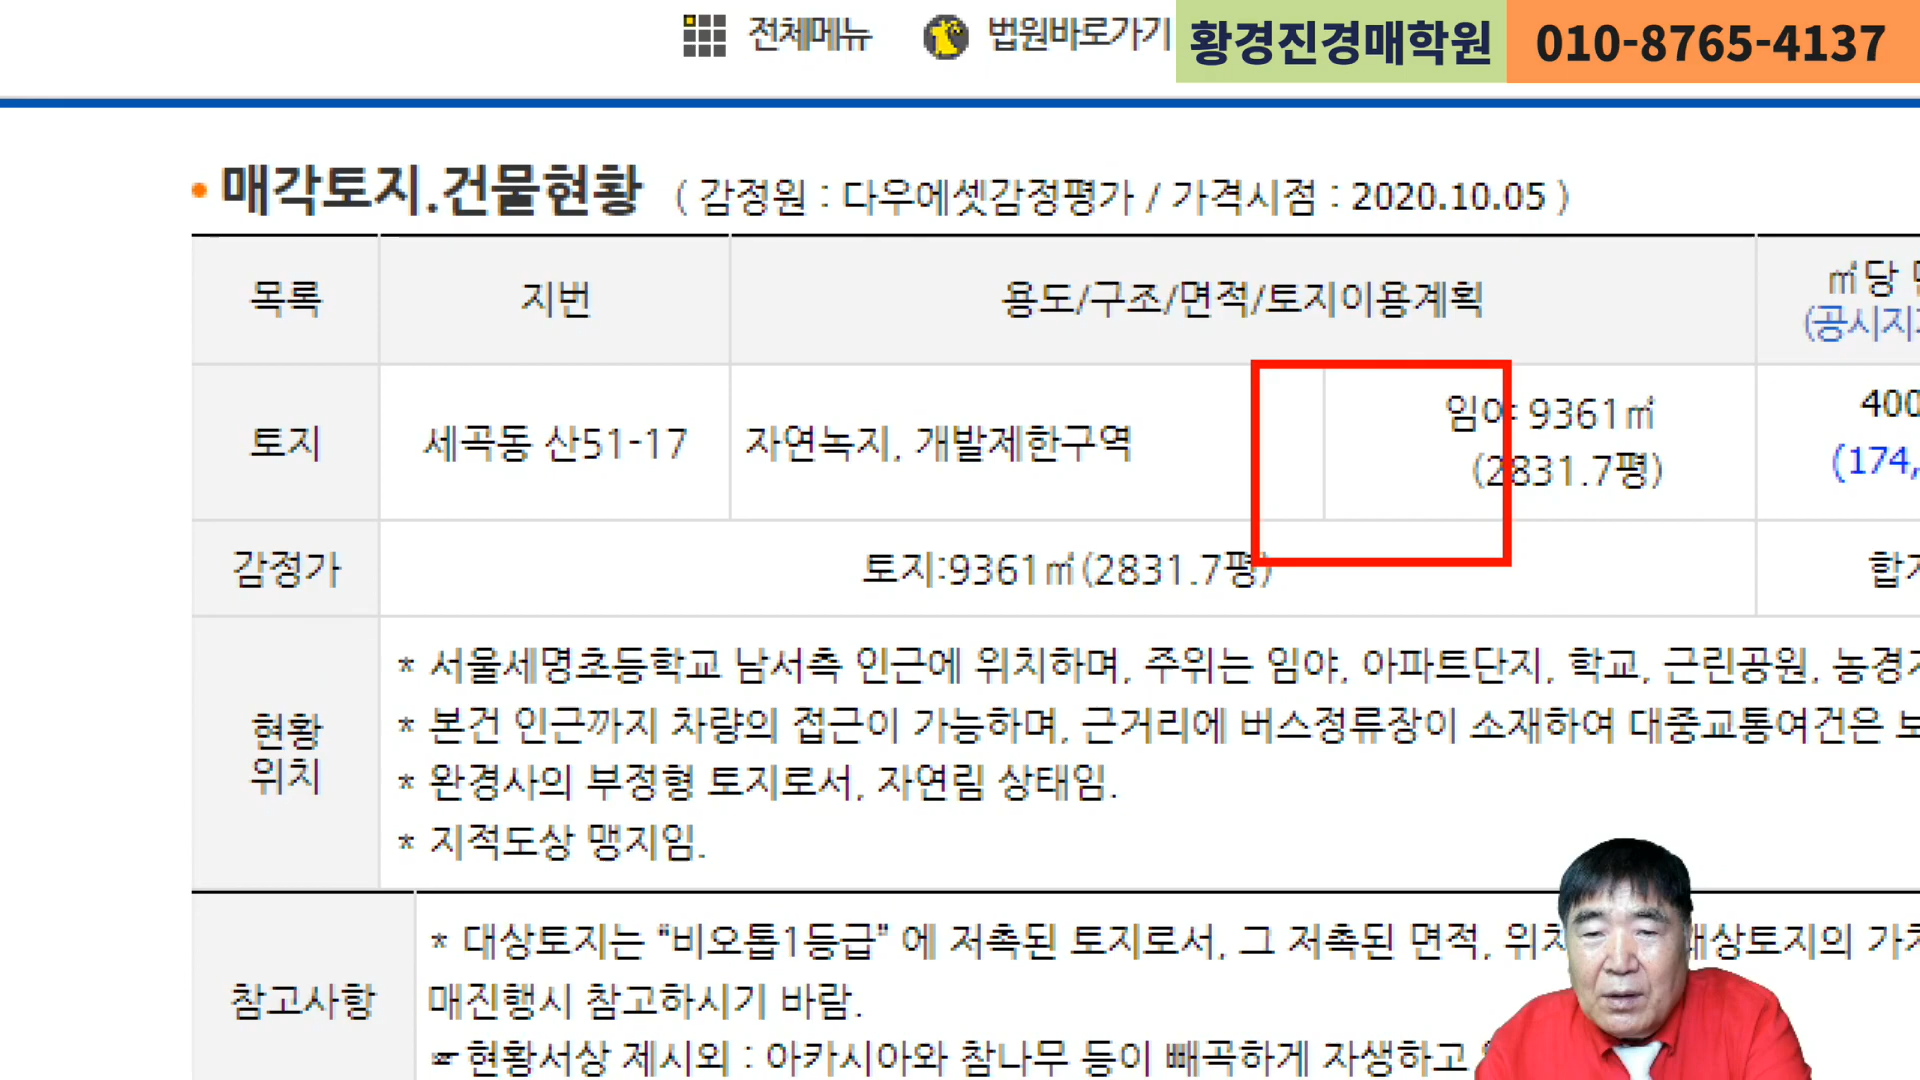 전체메뉴 법원바로가기 황경진경매학원 010-8765-4137
• 매각토지.건물현황 ( 감정원 : 다우에셋감정평가 / 가격시점 : 2020.10.05 )
목록 지번 용도/구조/면적/토지이용계획 ㎡당
(공시지
토지 세곡동 산51-17 자연녹지, 개발제한구역 임야 9361㎡ 400
(2831.7평) (174,
감정가 토지:9361㎡(2831.7평)
현황
위치
* 서울세명초등학교 남서측 인근에 위치하며, 주위는 임야, 아파트단지, 학교, 근린공원, 농경
* 본건 인근까지 차량의 접근이 가능하며, 근거리에 버스정류장이 소재하여 대중교통여건은
* 완경사의 부정형 토지로서, 자연림 상태임.
* 지적도상 맹지임.
참고사항
* 대상토지는 “비오톱1등급” 에 저촉된 토지로서, 그 저촉된 면적, 위치 대상토지의
매진행시 참고하시기 바람.
☞현황서상 제시외 : 아카시아와 참나무 등이 빼곡하게 자생하고